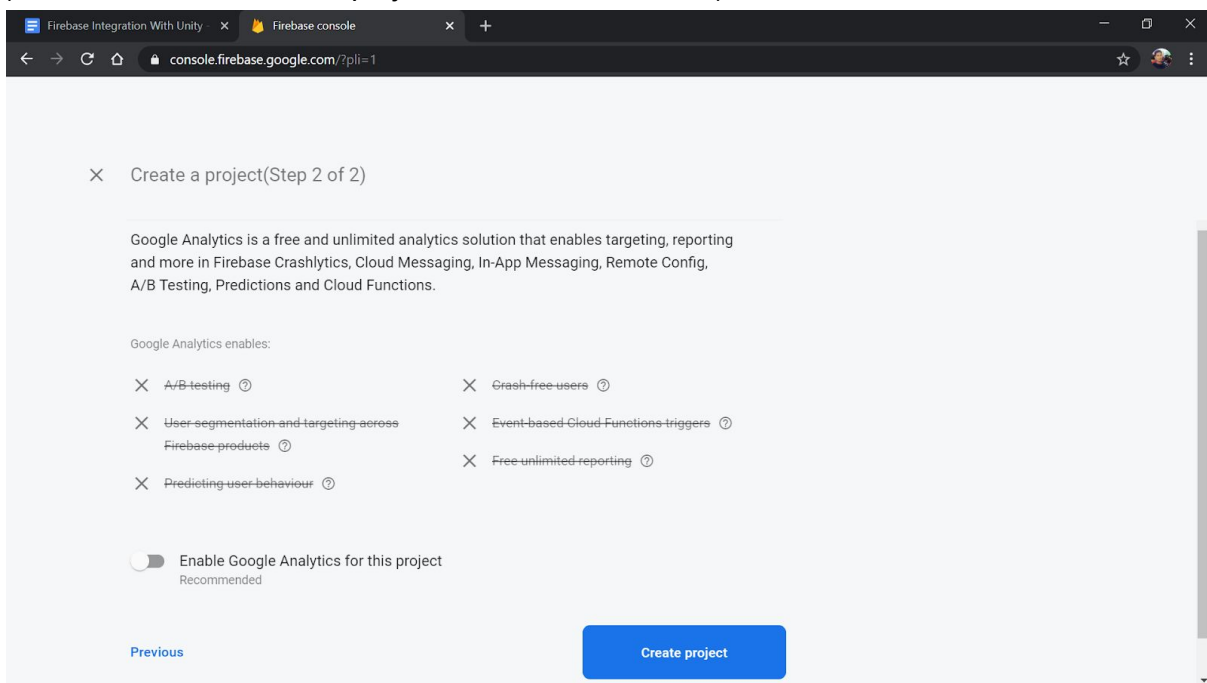 Firebase Integration With Unity -
Firebase console
console.firebase.google.com/?pli=1
Create a project(Step 2 of 2)
Google Analytics is a free and unlimited analytics solution that enables targeting, reporting
and more in Firebase Crashlytics, Cloud Messaging, In-App Messaging, Remote Config,
A/B Testing, Predictions and Cloud Functions.
Google Analytics enables:
A/B testing
User segmentation and targeting across
Firebase products
Predicting user behaviour
Crash-free users
Event-based Cloud Functions triggers
Free unlimited reporting
Enable Google Analytics for this project
Recommended
Previous
Create project